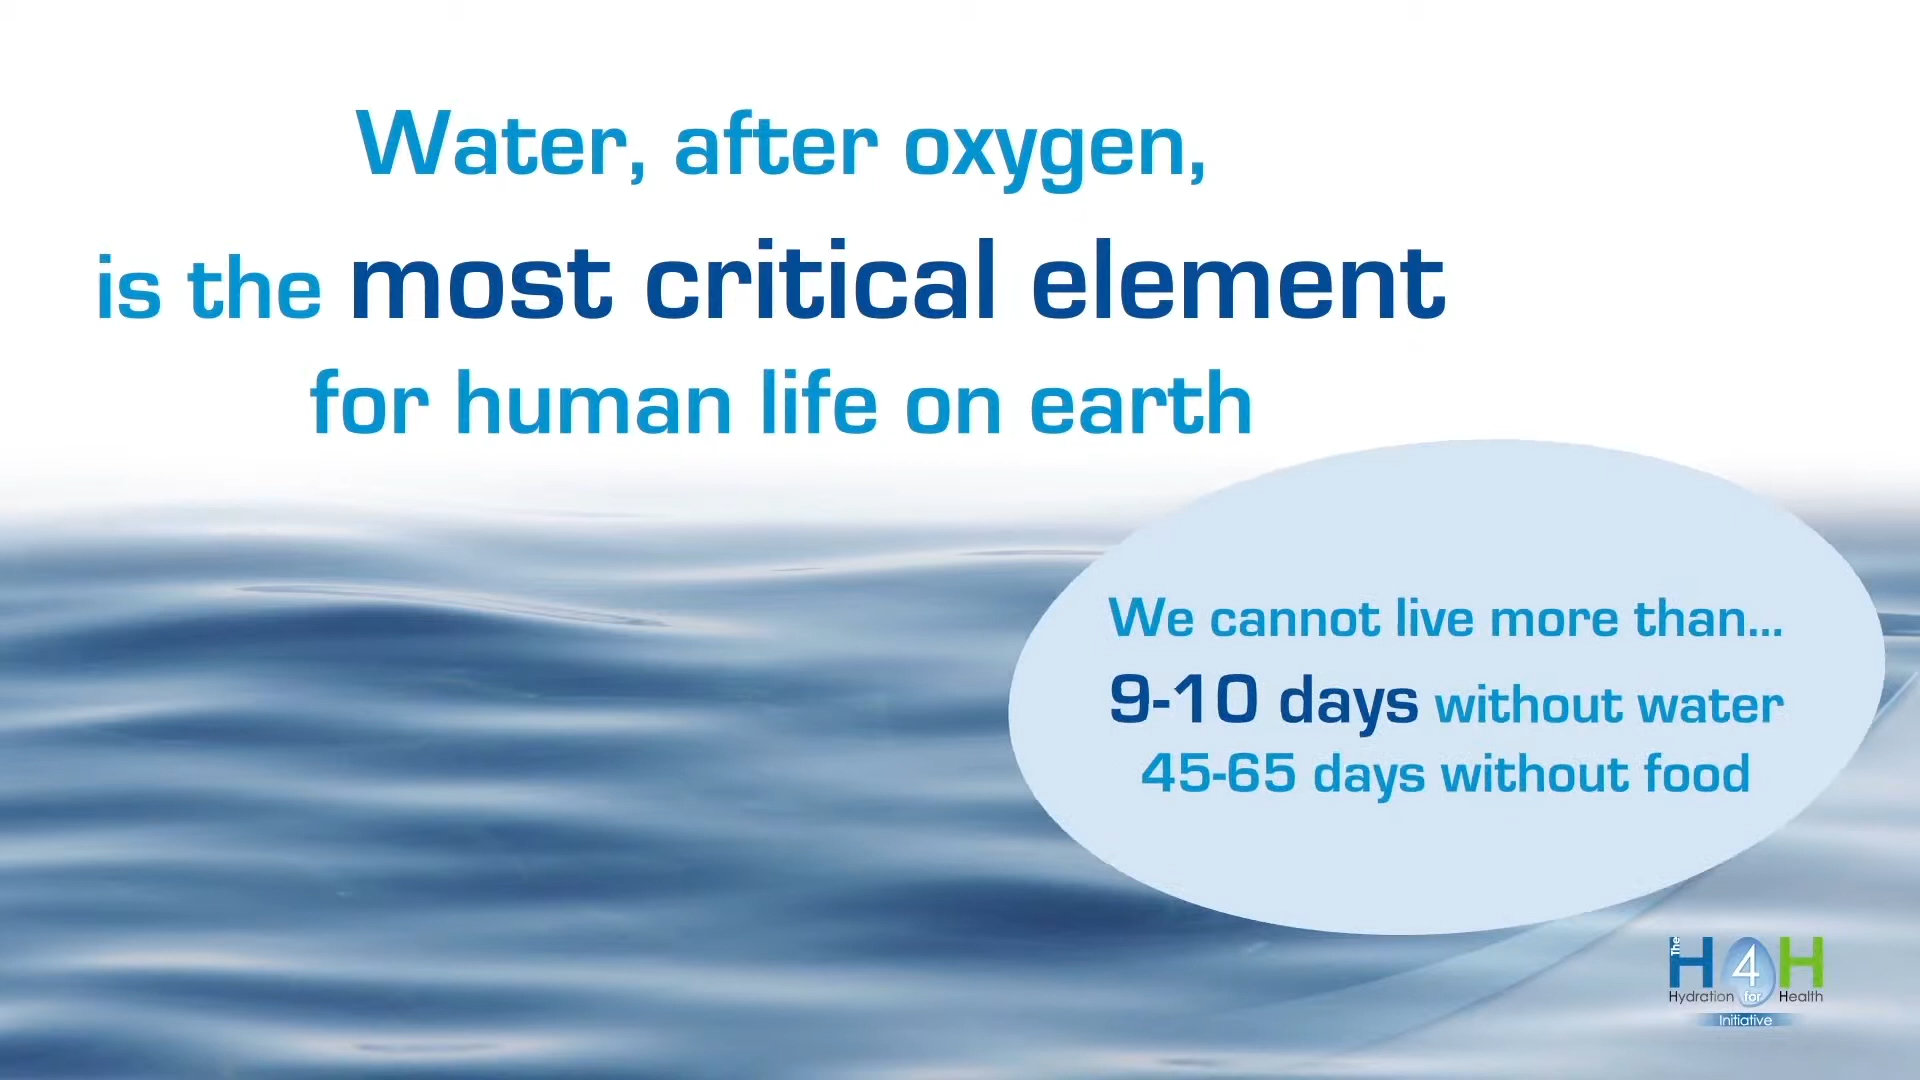 Water, after oxygen,
is the most critical element
for human life on earth
We cannot live more than...
9-10 days without water
45-65 days without food
The H4H
Hydration for Health
Initiative